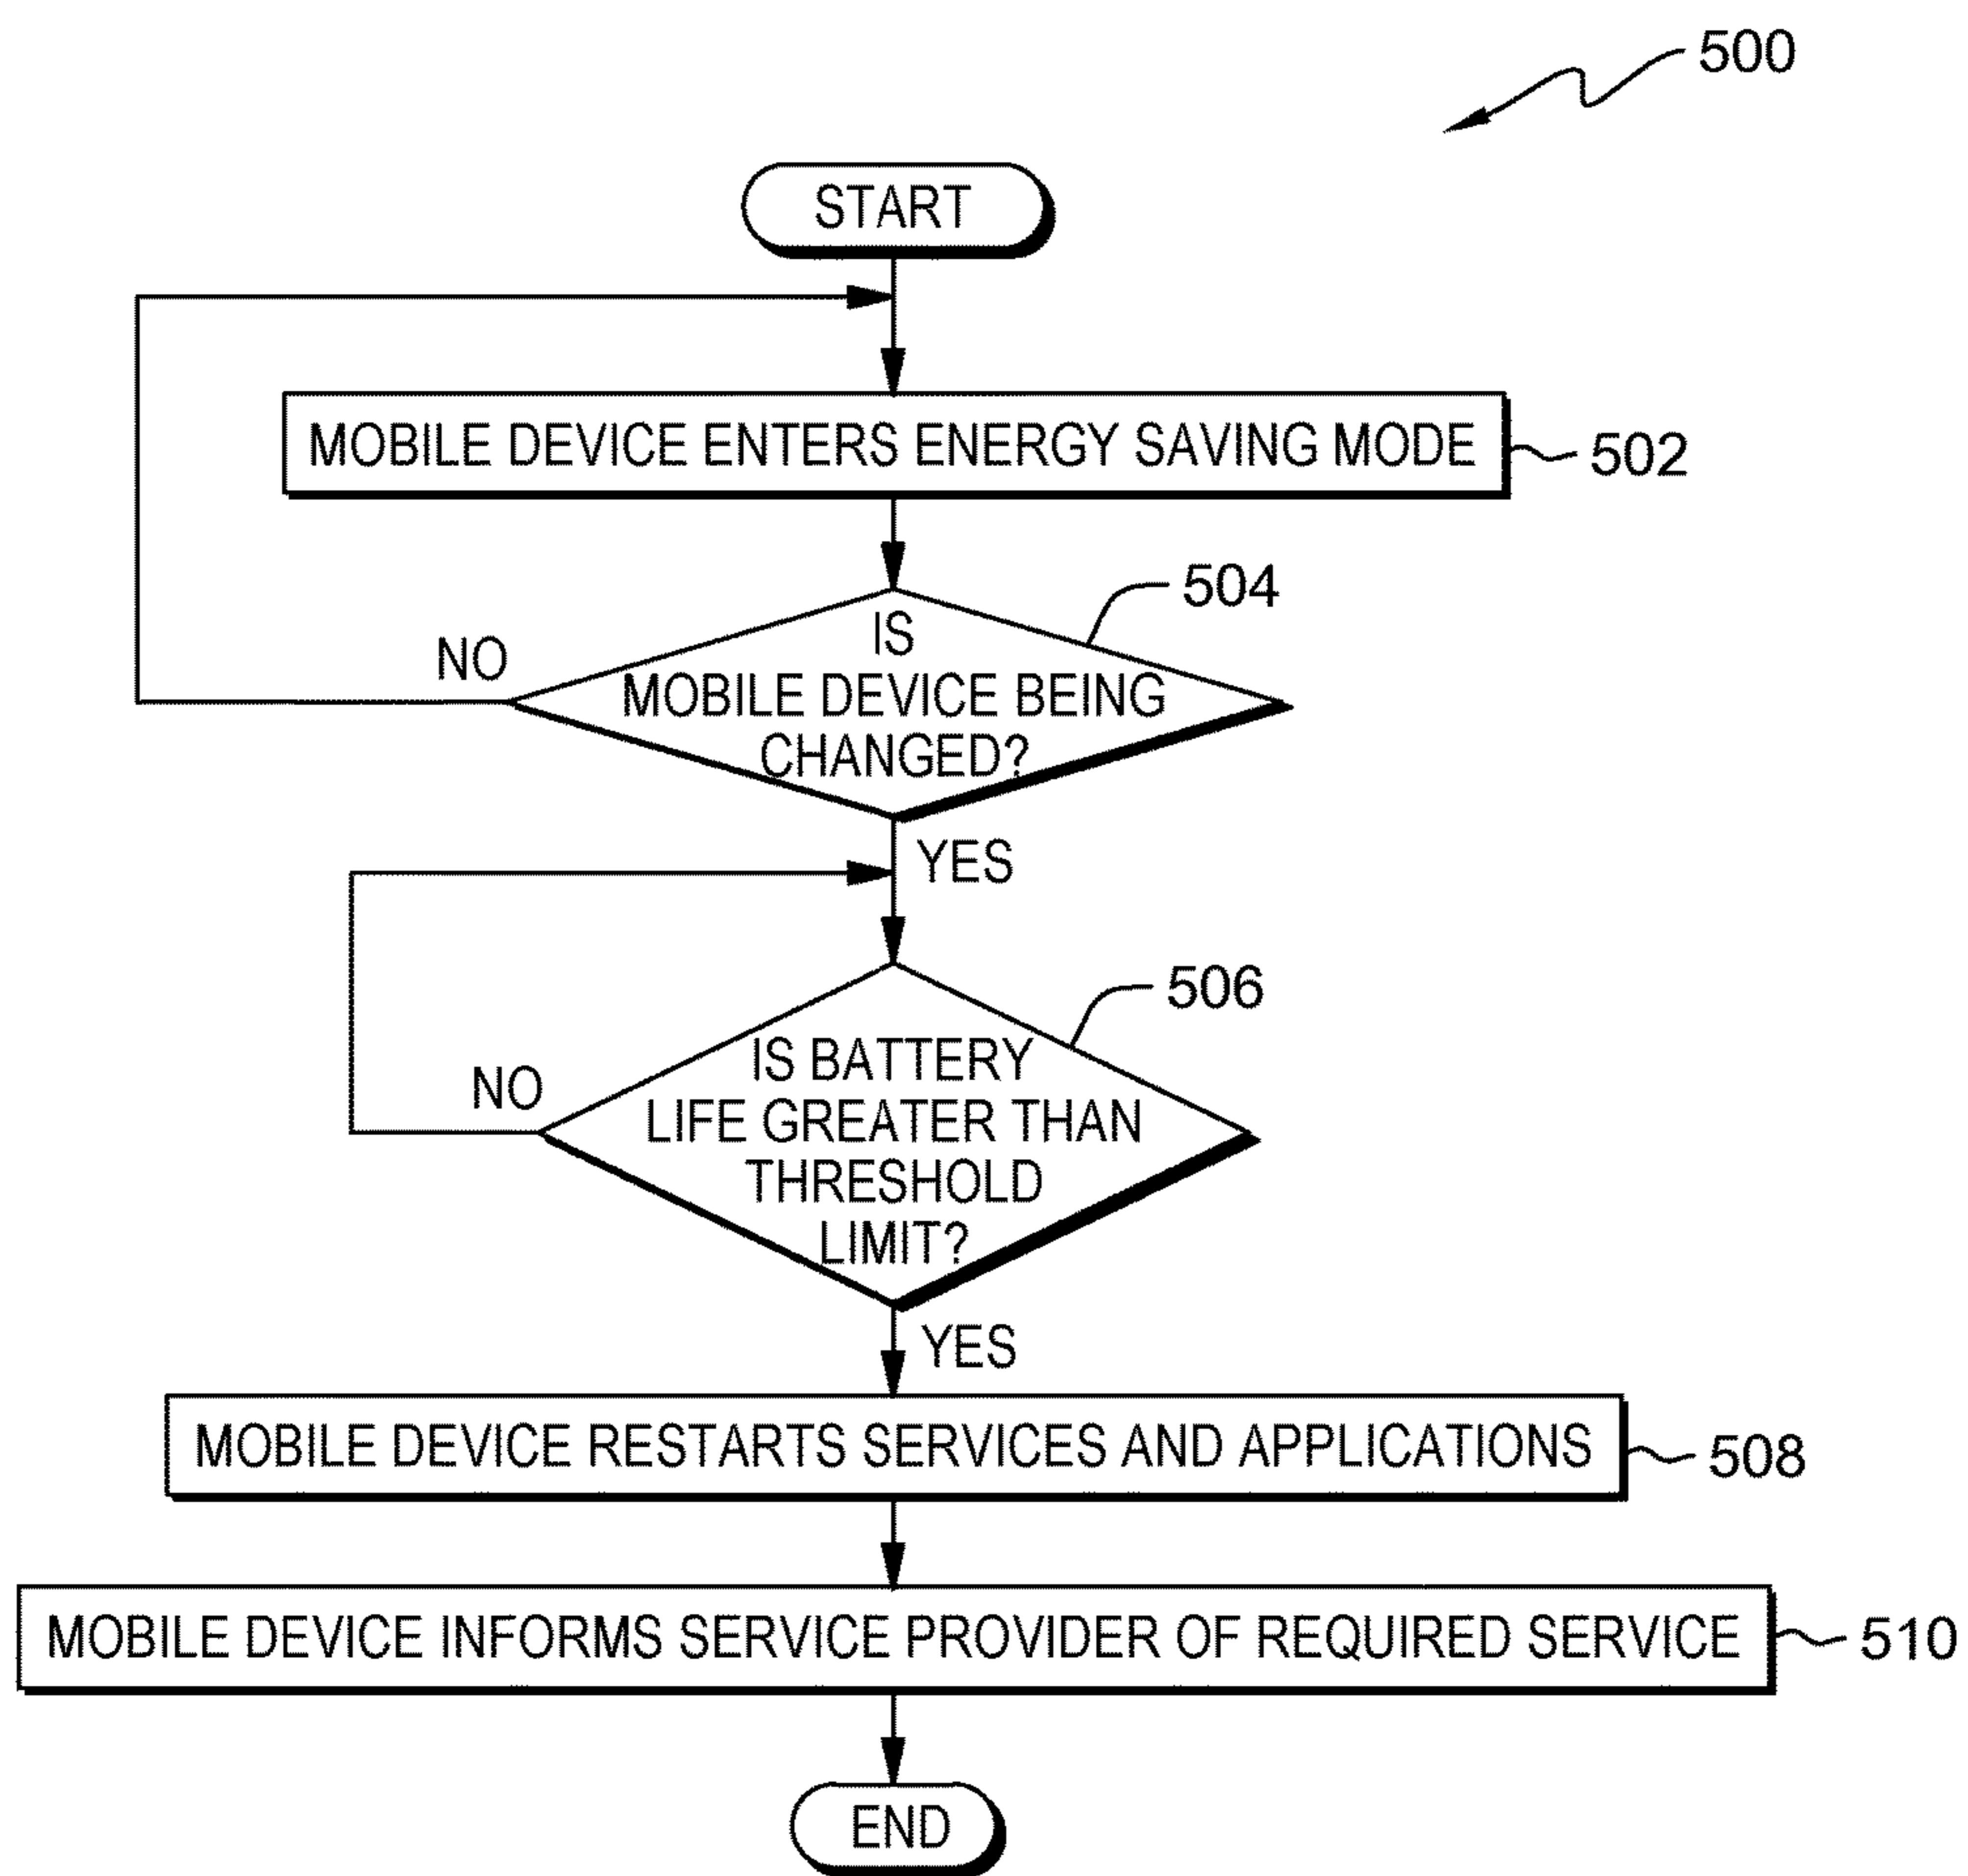 500
START
MOBILE DEVICE ENTERS ENERGY SAVING MODE
502
504
IS
MOBILE DEVICE BEING
CHANGED?
NO
YES
506
IS BATTERY
LIFE GREATER THAN
THRESHOLD
LIMIT?
NO
YES
MOBILE DEVICE RESTARTS SERVICES AND APPLICATIONS
508
MOBILE DEVICE INFORMS SERVICE PROVIDER OF REQUIRED SERVICE
510
END